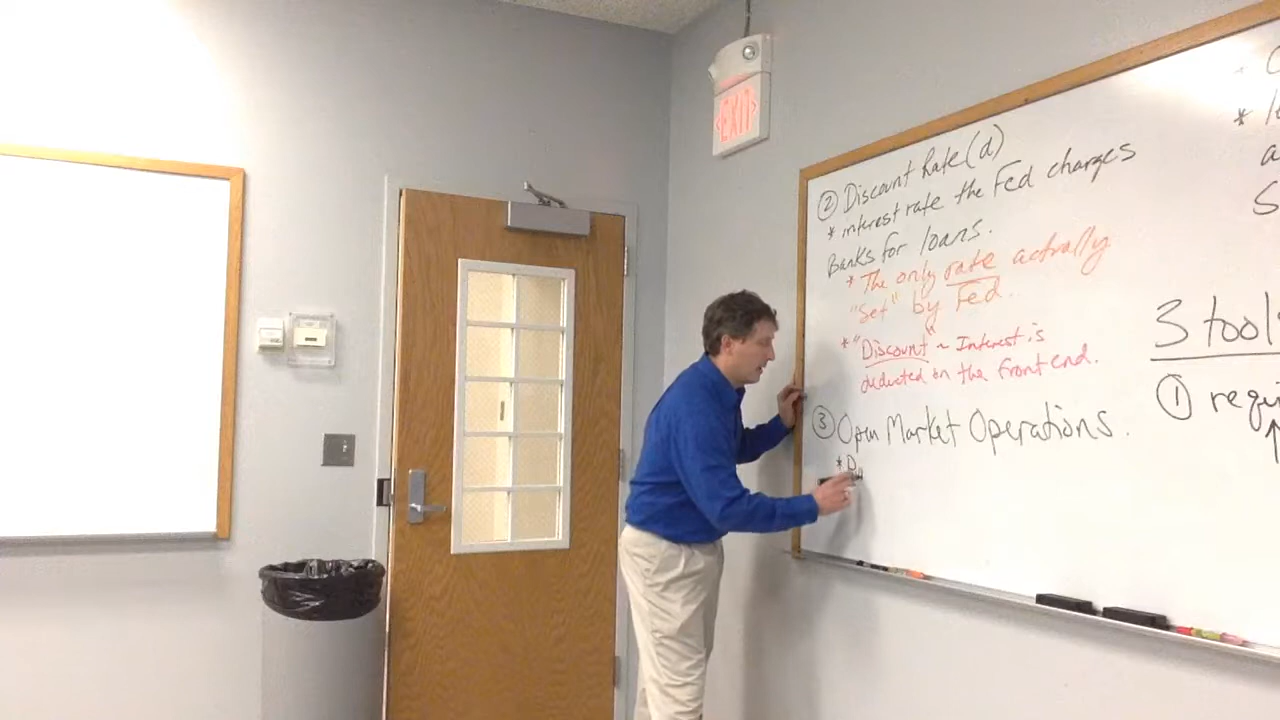 EXIT
② Discount Rate (d)
* interest rate the Fed charges
Banks for loans.
* The only rate actually
"Set" by Fed.
* "Discount" ~ Interest is
deducted on the front end.
③ Open Market Operations.
3 tool
① requi